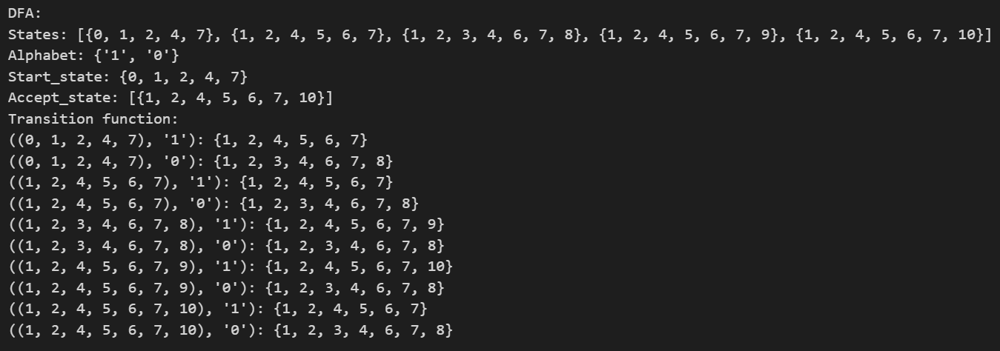 DFA:
States: [{0, 1, 2, 4, 7}, {1, 2, 4, 5, 6, 7}, {1, 2, 3, 4, 6, 7, 8}, {1, 2, 4, 5, 6, 7, 9}, {1, 2, 4, 5, 6, 7, 10}]
Alphabet: {'1', '0'}
Start_state: {0, 1, 2, 4, 7}
Accept_state: [{1, 2, 4, 5, 6, 7, 10}]
Transition function:
((0, 1, 2, 4, 7), '1'): {1, 2, 4, 5, 6, 7}
((0, 1, 2, 4, 7), '0'): {1, 2, 3, 4, 6, 7, 8}
((1, 2, 4, 5, 6, 7), '1'): {1, 2, 4, 5, 6, 7}
((1, 2, 4, 5, 6, 7), '0'): {1, 2, 3, 4, 6, 7, 8}
((1, 2, 3, 4, 6, 7, 8), '1'): {1, 2, 4, 5, 6, 7, 9}
((1, 2, 3, 4, 6, 7, 8), '0'): {1, 2, 3, 4, 6, 7, 8}
((1, 2, 4, 5, 6, 7, 9), '1'): {1, 2, 4, 5, 6, 7, 10}
((1, 2, 4, 5, 6, 7, 9), '0'): {1, 2, 3, 4, 6, 7, 8}
((1, 2, 4, 5, 6, 7, 10), '1'): {1, 2, 4, 5, 6, 7}
((1, 2, 4, 5, 6, 7, 10), '0'): {1, 2, 3, 4, 6, 7, 8}